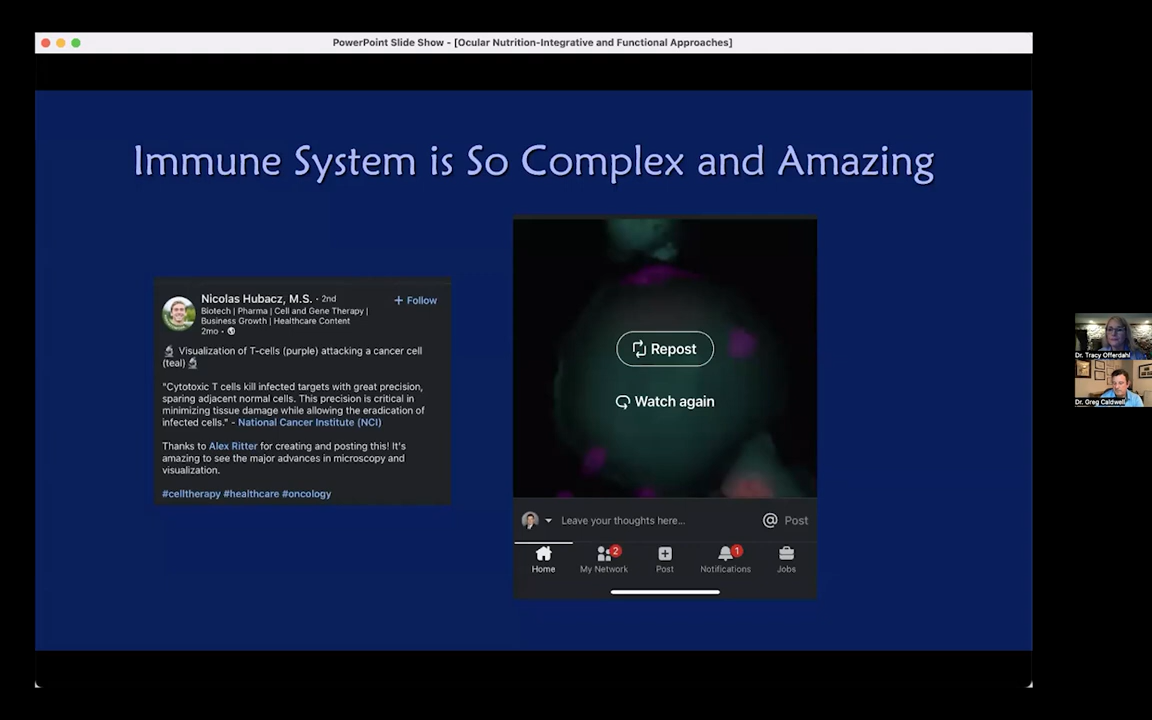 PowerPoint Slide Show - [Ocular Nutrition-Integrative and Functional Approaches]
Immune System is So Complex and Amazing
Nicolas Hubacz, M.S. · 2nd
+ Follow
Biotech | Pharma | Cell and Gene Therapy |
Business Growth | Healthcare Content
2mo ·
🔬 Visualization of T-cells (purple) attacking a cancer cell
(teal) 🔬
"Cytotoxic T cells kill infected targets with great precision,
sparing adjacent normal cells. This precision is critical in
minimizing tissue damage while allowing the eradication of
infected cells." - National Cancer Institute (NCI)
Thanks to Alex Ritter for creating and posting this! It's
amazing to see the major advances in microscopy and
visualization.
#celltherapy #healthcare #oncology
Repost
Watch again
Leave your thoughts here...
@ Post
2
1
Home
My Network
Post
Notifications
Jobs
Dr. Tracy Offerdahl
Dr. Greg Caldwell